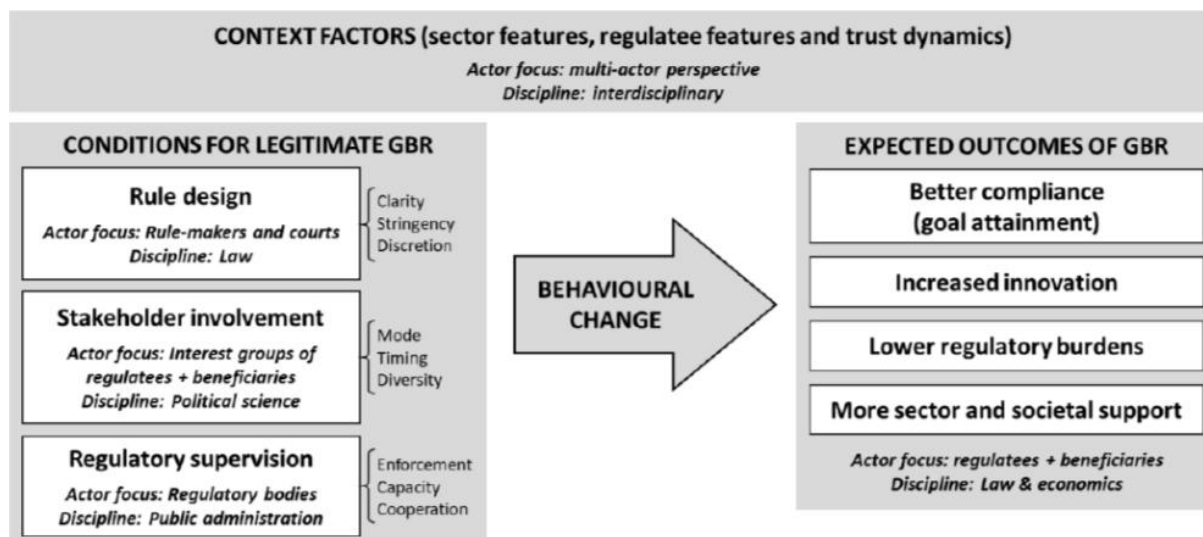 CONTEXT FACTORS (sector features, regulatee features and trust dynamics)
Actor focus: multi-actor perspective
Discipline: interdisciplinary
CONDITIONS FOR LEGITIMATE GBR
Rule design
Actor focus: Rule-makers and courts
Discipline: Law
Clarity
Stringency
Discretion
Stakeholder involvement
Actor focus: Interest groups of
regulatees + beneficiaries
Discipline: Political science
Mode
Timing
Diversity
Regulatory supervision
Actor focus: Regulatory bodies
Discipline: Public administration
Enforcement
Capacity
Cooperation
BEHAVIOURAL
CHANGE
EXPECTED OUTCOMES OF GBR
Better compliance
(goal attainment)
Increased innovation
Lower regulatory burdens
More sector and societal support
Actor focus: regulatees + beneficiaries
Discipline: Law & economics